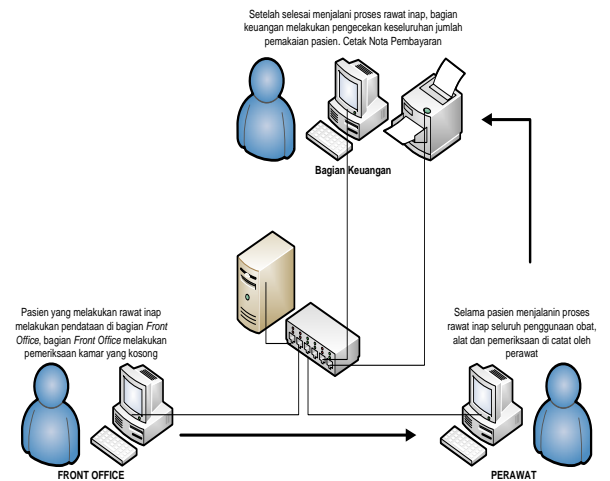 Setelah selesai menjalani proses rawat inap, bagian
keuangan melakukan pengecekan keseluruhan jumlah
pemakaian pasien. Cetak Nota Pembayaran
Bagian Keuangan
Pasien yang melakukan rawat inap
melakukan pendataan di bagian Front
Office, bagian Front Office melakukan
pemeriksaan kamar yang kosong
FRONT OFFICE
Selama pasien menjalanin proses
rawat inap seluruh penggunaan obat,
alat dan pemeriksaan di catat oleh
perawat
PERAWAT